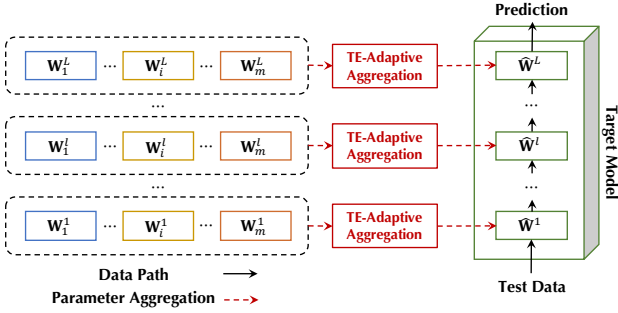 Prediction
W_1^L ... W_i^L ... W_m^L
TE-Adaptive
Aggregation
Ŵ^L
...
...
W_1^l ... W_i^l ... W_m^l
TE-Adaptive
Aggregation
Ŵ^l
Target Model
...
...
W_1^1 ... W_i^1 ... W_m^1
TE-Adaptive
Aggregation
Ŵ^1
Data Path
Test Data
Parameter Aggregation